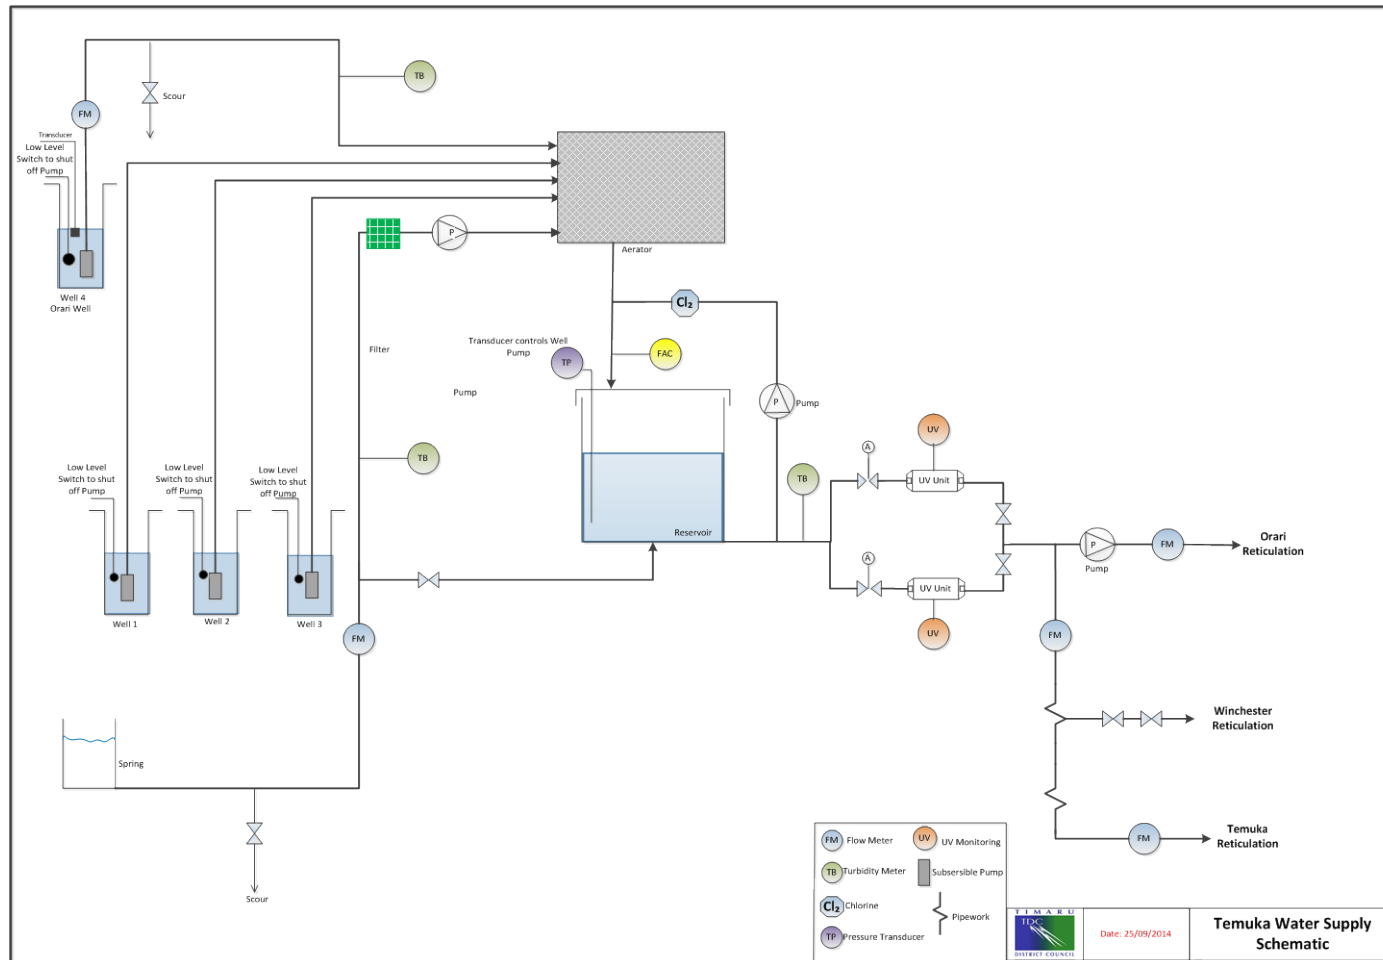 TB
Scour
FM
Transducer
Low Level
Switch to shut
off Pump
Well 4
Orari Well
P
Aerator
Cl₂
Transducer controls Well
Pump
TP
FAC
Filter
Pump
P
Pump
UV
A
UV Unit
TB
TB
Low Level
Switch to shut
off Pump
Low Level
Switch to shut
off Pump
Low Level
Switch to shut
off Pump
Reservoir
P
Pump
FM
Orari
Reticulation
A
UV Unit
UV
Well 1
Well 2
Well 3
FM
FM
Winchester
Reticulation
Spring
Scour
FM
Temuka
Reticulation
FM Flow Meter
UV UV Monitoring
TB Turbidity Meter
Subsersible Pump
Cl₂ Chlorine
Pipework
TP Pressure Transducer
TIMARU
TDC
DISTRICT COUNCIL
Date: 25/09/2014
Temuka Water Supply
Schematic